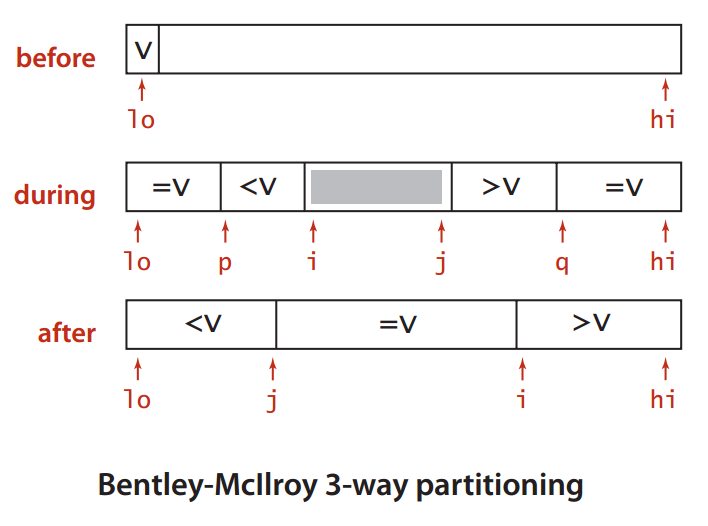 before V
lo hi
during =V <V >V =V
lo p i j q hi
after <V =V >V
lo j i hi
Bentley-McIlroy 3-way partitioning